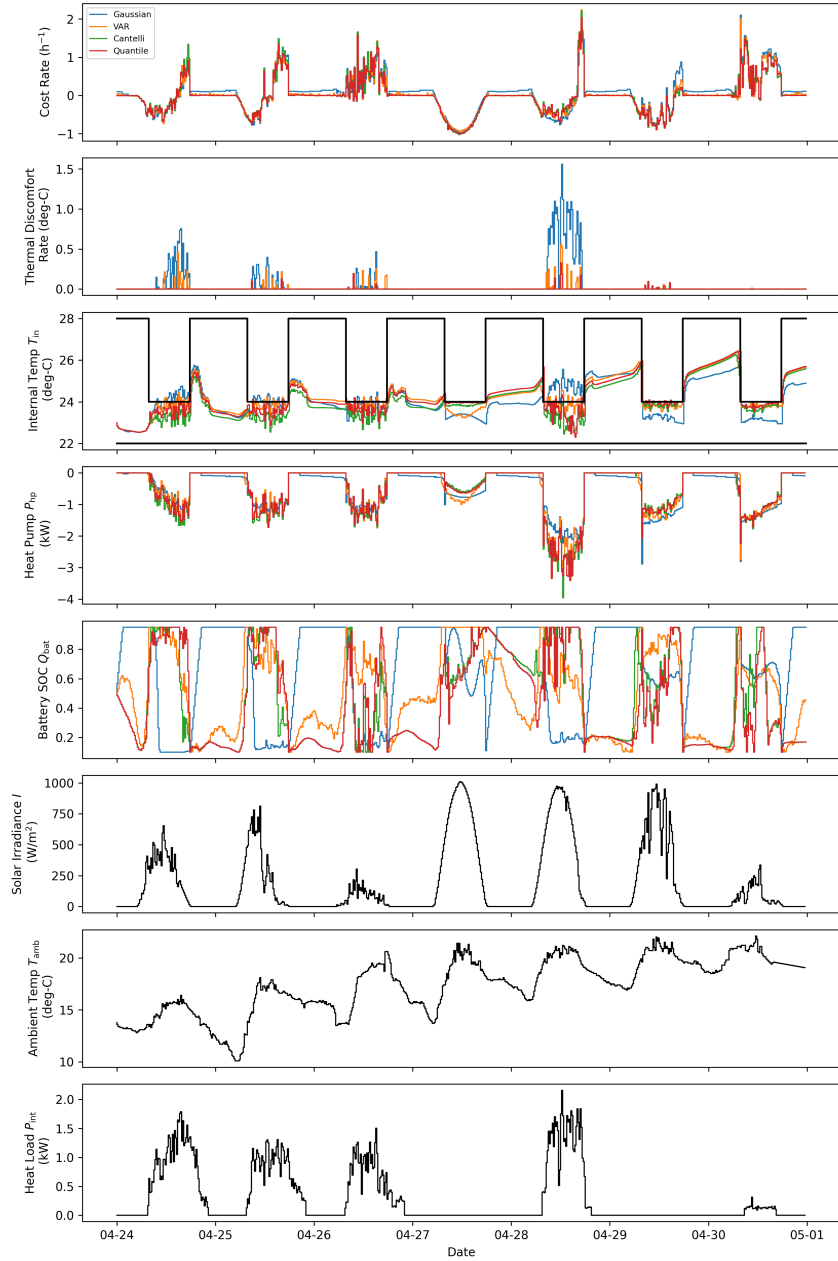 Cost Rate (h⁻¹)
2
1
0
−1
Gaussian
VAR
Cantelli
Quantile
Thermal Discomfort
Rate (deg-C)
1.5
1.0
0.5
0.0
Internal Temp T_in
(deg-C)
28
26
24
22
Heat Pump P_hp
(kW)
0
−1
−2
−3
−4
Battery SOC Q_bat
0.8
0.6
0.4
0.2
Solar Irradiance I
(W/m²)
1000
750
500
250
0
Ambient Temp T_amb
(deg-C)
20
15
10
Heat Load P_int
(kW)
2.0
1.5
1.0
0.5
0.0
04-24 04-25 04-26 04-27 04-28 04-29 04-30 05-01
Date